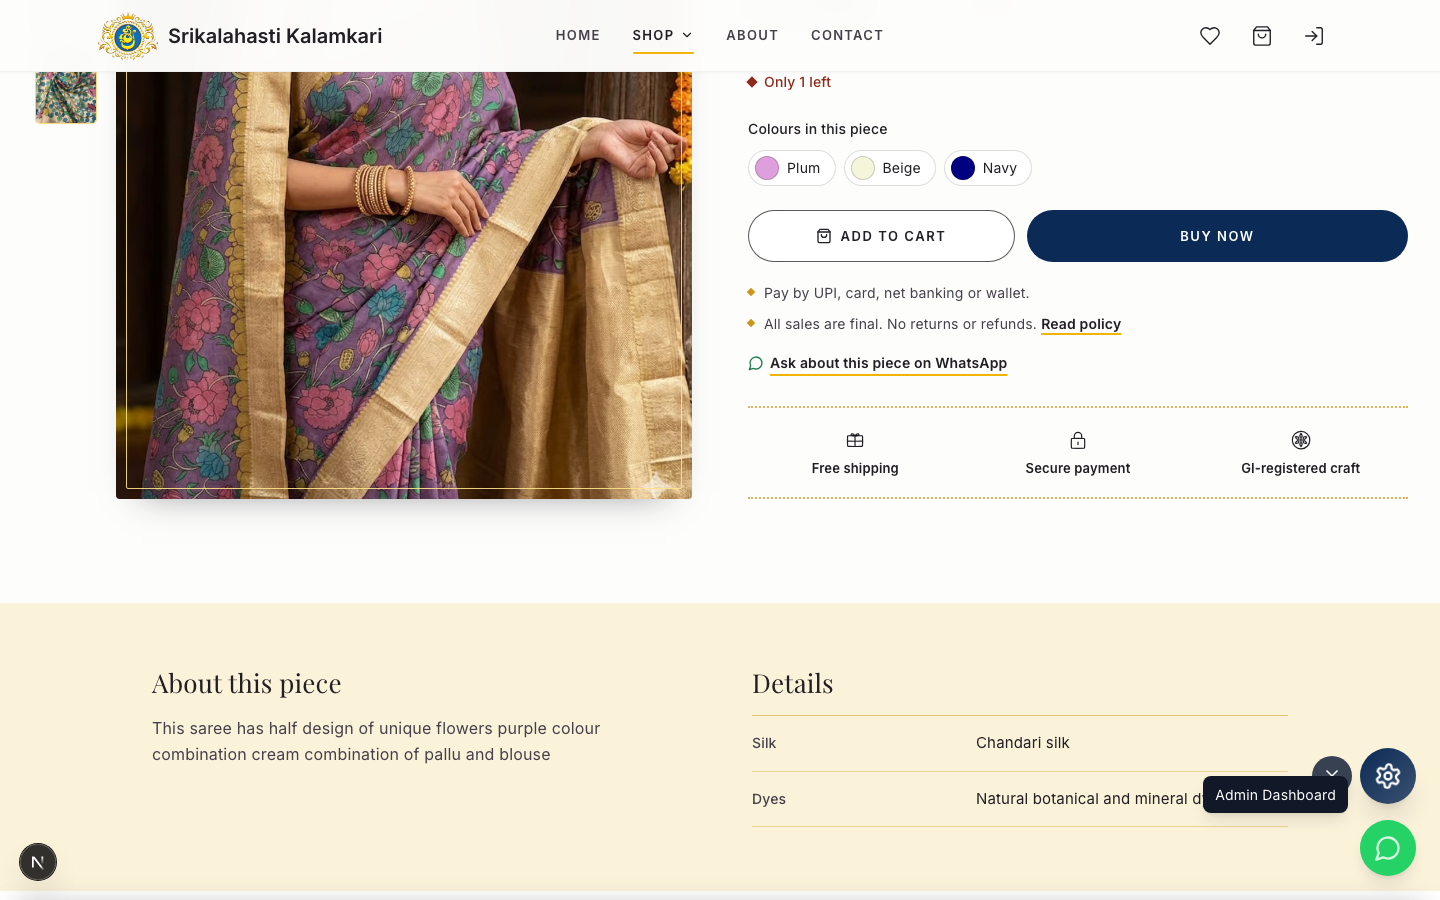 Srikalahasti Kalamkari
HOME
SHOP
ABOUT
CONTACT
Only 1 left
Colours in this piece
Plum
Beige
Navy
ADD TO CART
BUY NOW
Pay by UPI, card, net banking or wallet.
All sales are final. No returns or refunds. Read policy
Ask about this piece on WhatsApp
Free shipping
Secure payment
GI-registered craft
About this piece
This saree has half design of unique flowers purple colour
combination cream combination of pallu and blouse
Details
Silk
Chandari silk
Dyes
Natural botanical and mineral
Admin Dashboard
N